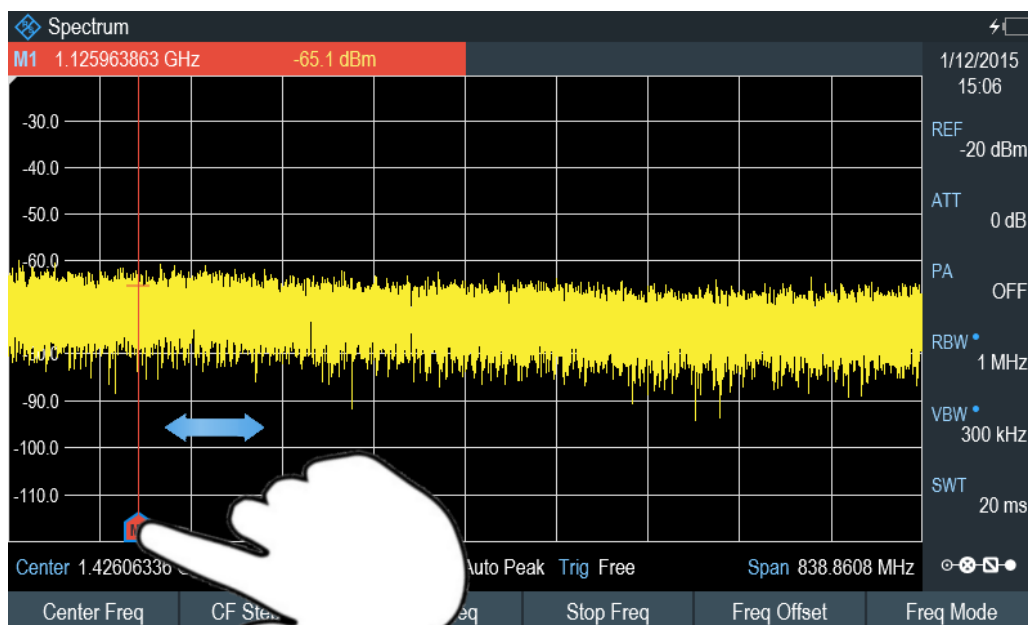 Spectrum
M1 1.125963863 GHz -65.1 dBm
1/12/2015
15:06
-30.0
-40.0
-50.0
-60.0
-90.0
-100.0
-110.0
REF
-20 dBm
ATT
0 dB
PA
OFF
RBW
1 MHz
VBW
300 kHz
SWT
20 ms
M
Center 1.42606336 Auto Peak Trig Free Span 838.8608 MHz
Center Freq CF Stop Freq Freq Offset Freq Mode